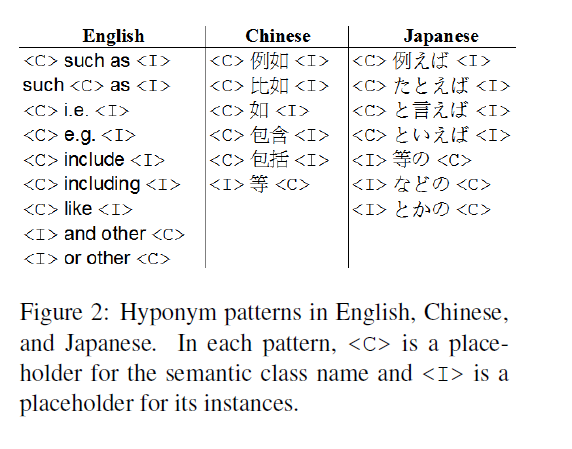 English Chinese Japanese
<C> such as <I> <C> 例如 <I> <C> 例えば <I>
such <C> as <I> <C> 比如 <I> <C> たとえば <I>
<C> i.e. <I> <C> 如 <I> <C> と言えば <I>
<C> e.g. <I> <C> 包含 <I> <C> といえば <I>
<C> include <I> <C> 包括 <I> <I> 等の <C>
<C> including <I> <I> 等 <C> <I> などの <C>
<C> like <I> <I> とかの <C>
<I> and other <C>
<I> or other <C>
Figure 2: Hyponym patterns in English, Chinese,
and Japanese. In each pattern, <C> is a place-
holder for the semantic class name and <I> is a
placeholder for its instances.